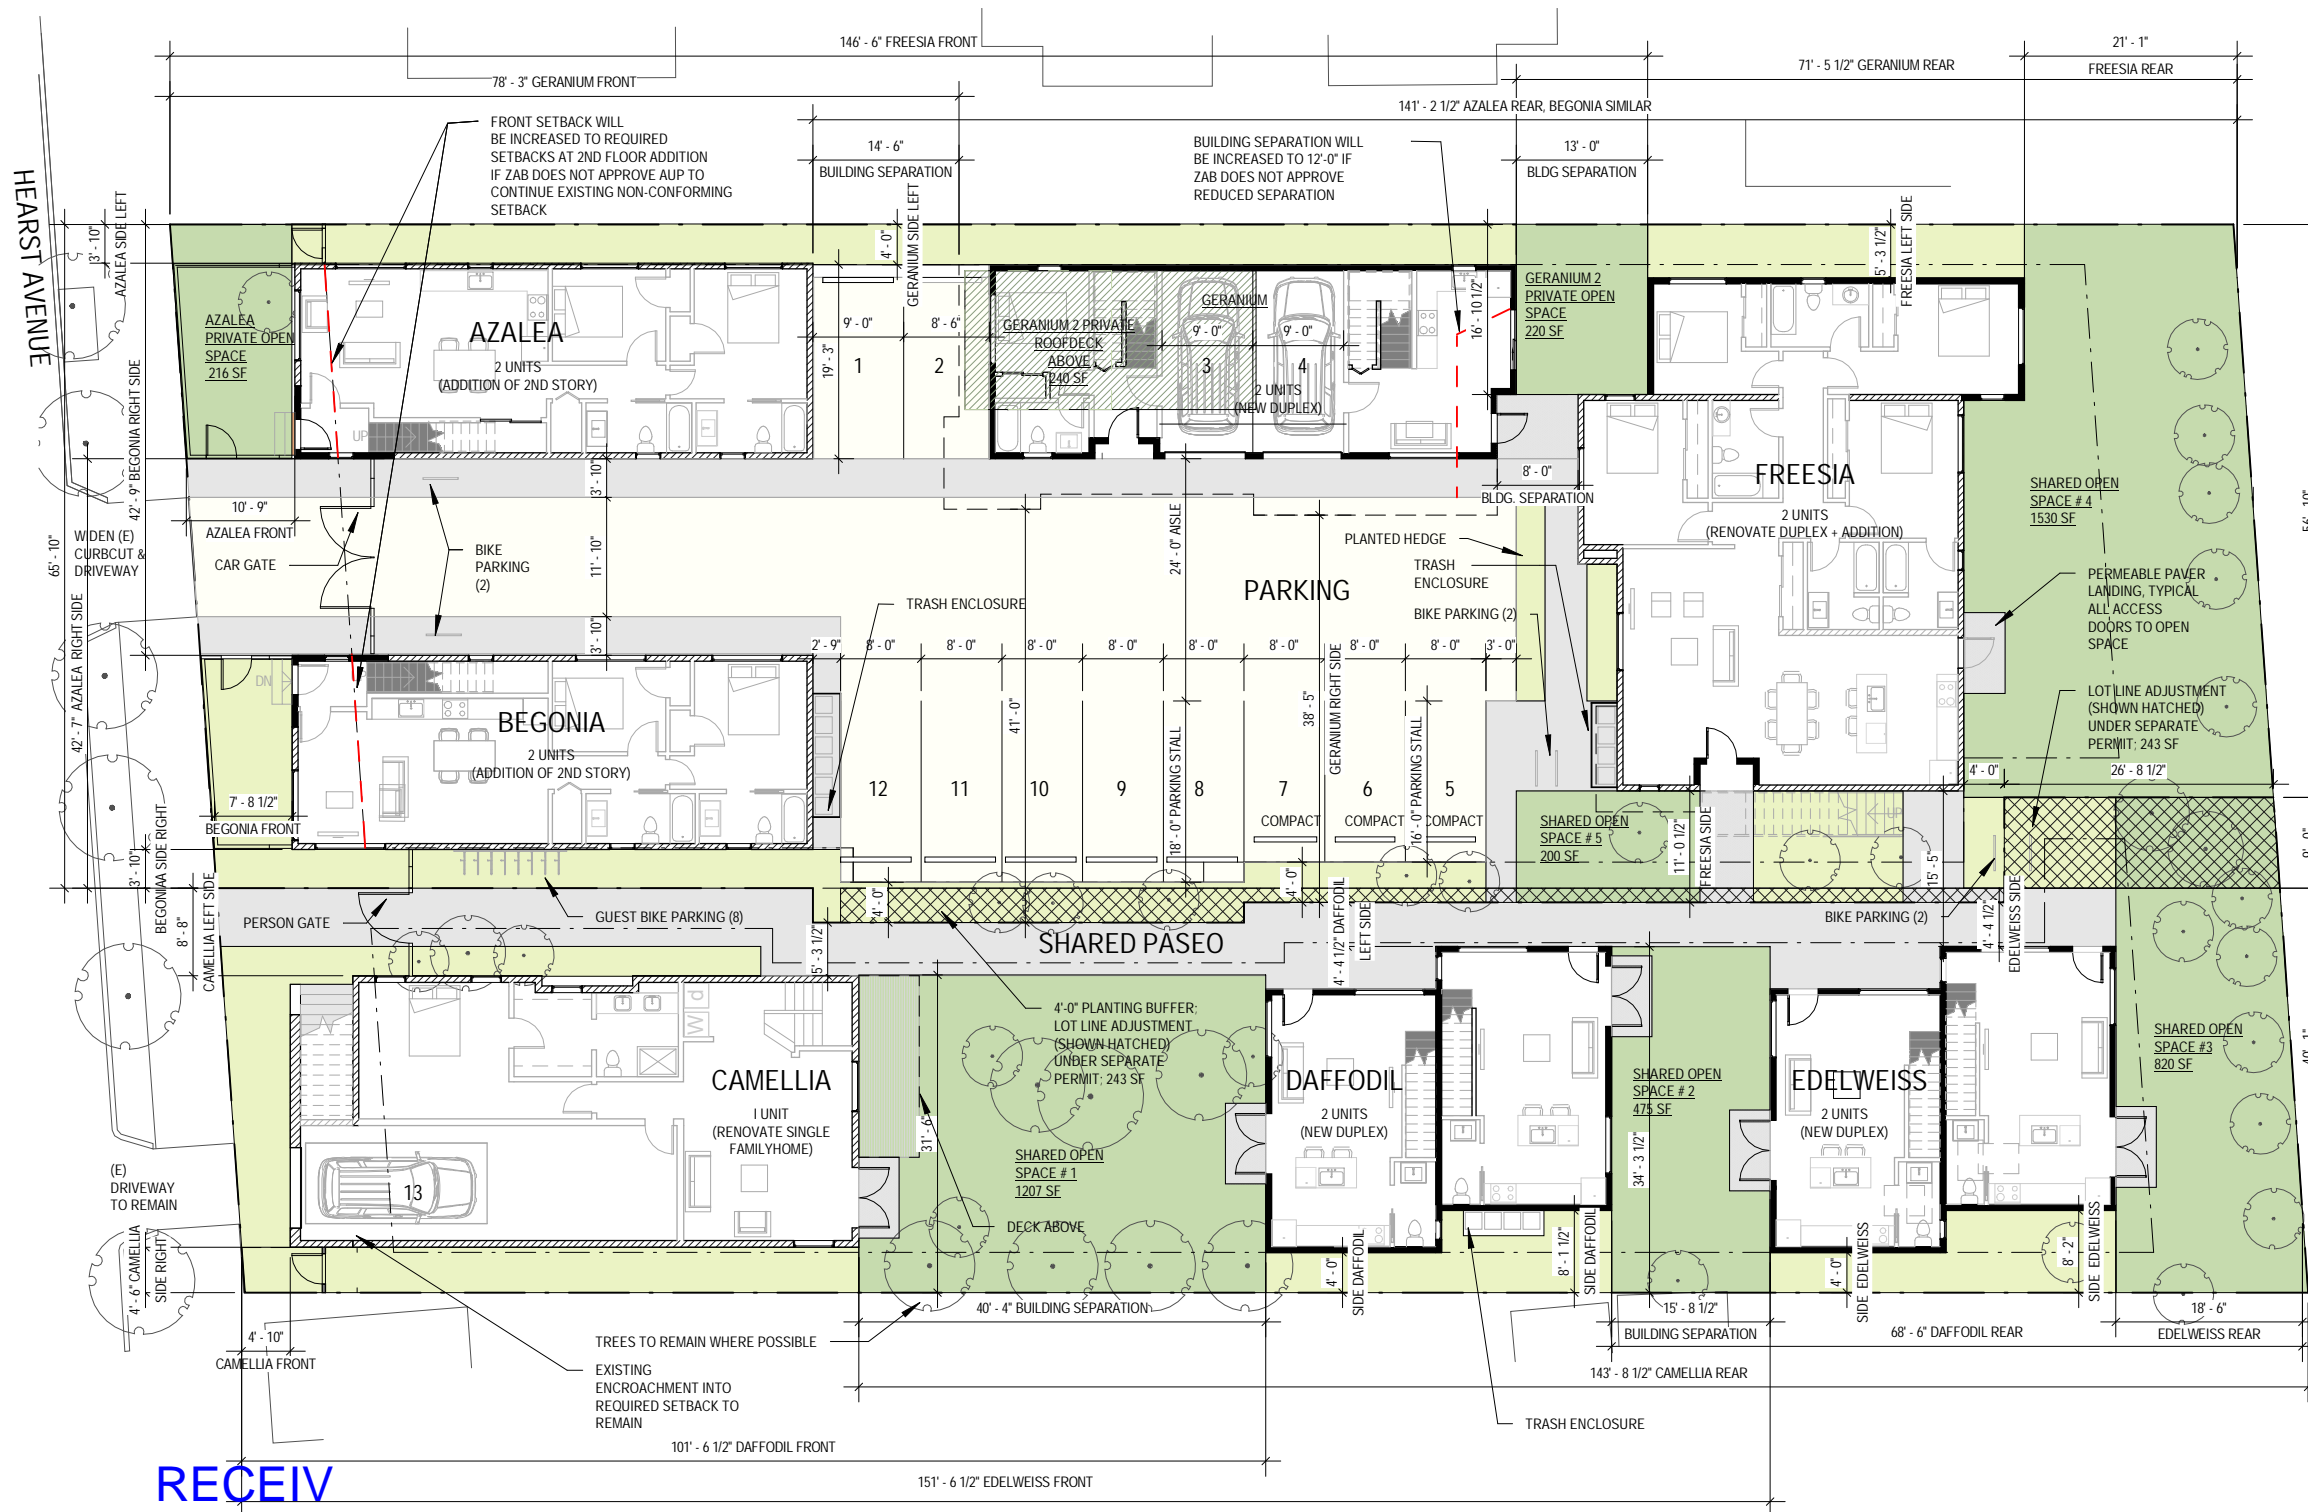 146' - 6" FREESIA FRONT
21' - 1"
71' - 5 1/2" GERANIUM REAR
FREESIA REAR
78' - 3" GERANIUM FRONT
141' - 2 1/2" AZALEA REAR, BEGONIA SIMILAR
FRONT SETBACK WILL
BE INCREASED TO REQUIRED
SETBACKS AT 2ND FLOOR ADDITION
IF ZAB DOES NOT APPROVE AUP TO
CONTINUE EXISTING NON-CONFORMING
SETBACK
14' - 6"
BUILDING SEPARATION
BUILDING SEPARATION WILL
BE INCREASED TO 12'-0" IF
ZAB DOES NOT APPROVE
REDUCED SEPARATION
13' - 0"
BLDG SEPARATION
HEARST AVENUE
3' - 10"
AZALEA SIDE LEFT
4' - 0"
GERANIUM SIDE LEFT
5' - 3 1/2"
FREESIA LEFT SIDE
AZALEA
PRIVATE OPEN
SPACE
216 SF
AZALEA
2 UNITS
(ADDITION OF 2ND STORY)
UP
9' - 0"
8' - 6"
19' - 3"
1
2
GERANIUM 2 PRIVATE
ROOFDECK
ABOVE
240 SF
GERANIUM
9' - 0"
9' - 0"
3
4
2 UNITS
(NEW DUPLEX)
16' - 10 1/2"
GERANIUM 2
PRIVATE OPEN
SPACE
220 SF
FREESIA
2 UNITS
(RENOVATE DUPLEX + ADDITION)
SHARED OPEN
SPACE # 4
1530 SF
56' - 10"
65' - 10"
42' - 9" BEGONIA RIGHT SIDE
42' - 7" AZALEA RIGHT SIDE
10' - 9"
AZALEA FRONT
WIDEN (E)
CURBCUT &
DRIVEWAY
CAR GATE
BIKE
PARKING
(2)
3' - 10"
11' - 10"
3' - 10"
8' - 0"
BLDG. SEPARATION
24' - 0" AISLE
PLANTED HEDGE
TRASH
ENCLOSURE
BIKE PARKING (2)
PARKING
TRASH ENCLOSURE
PERMEABLE PAVER
LANDING, TYPICAL
ALL ACCESS
DOORS TO OPEN
SPACE
2' - 9"
8' - 0"
8' - 0"
8' - 0"
8' - 0"
8' - 0"
8' - 0"
8' - 0"
8' - 0"
3' - 0"
DN
BEGONIA
2 UNITS
(ADDITION OF 2ND STORY)
41' - 0"
18' - 0" PARKING STALL
38' - 5"
GERANIUM RIGHT SIDE
16' - 0" PARKING STALL
LOT LINE ADJUSTMENT
(SHOWN HATCHED)
UNDER SEPARATE
PERMIT; 243 SF
4' - 0"
26' - 8 1/2"
12
11
10
9
8
7
6
5
COMPACT
COMPACT
COMPACT
7' - 8 1/2"
BEGONIA FRONT
3' - 10"
BEGONIAA SIDE RIGHT
SHARED OPEN
SPACE # 5
200 SF
11' - 0 1/2"
FREESIA SIDE
UP
15' - 5"
9' - 0"
4' - 0"
4' - 0"
8' - 8"
CAMELLIA LEFT SIDE
PERSON GATE
GUEST BIKE PARKING (8)
5' - 3 1/2"
SHARED PASEO
4' - 4 1/2" DAFFODIL
LEFT SIDE
BIKE PARKING (2)
4' - 4 1/2"
EDELWEISS SIDE
W
d
4'-0" PLANTING BUFFER;
LOT LINE ADJUSTMENT
(SHOWN HATCHED)
UNDER SEPARATE
PERMIT; 243 SF
CAMELLIA
1 UNIT
(RENOVATE SINGLE
FAMILYHOME)
31' - 6"
SHARED OPEN
SPACE # 1
1207 SF
DAFFODIL
2 UNITS
(NEW DUPLEX)
SHARED OPEN
SPACE # 2
475 SF
34' - 3 1/2"
EDELWEISS
2 UNITS
(NEW DUPLEX)
SHARED OPEN
SPACE #3
820 SF
40' - 1"
(E)
DRIVEWAY
TO REMAIN
13
DECK ABOVE
4' - 6" CAMELLIA
SIDE RIGHT
4' - 0"
SIDE DAFFODIL
8' - 1 1/2"
SIDE DAFFODIL
4' - 0"
SIDE EDELWEISS
8' - 2"
SIDE EDELWEISS
4' - 10"
CAMELLIA FRONT
40' - 4" BUILDING SEPARATION
15' - 8 1/2"
BUILDING SEPARATION
18' - 6"
EDELWEISS REAR
68' - 6" DAFFODIL REAR
TREES TO REMAIN WHERE POSSIBLE
EXISTING
ENCROACHMENT INTO
REQUIRED SETBACK TO
REMAIN
143' - 8 1/2" CAMELLIA REAR
TRASH ENCLOSURE
101' - 6 1/2" DAFFODIL FRONT
151' - 6 1/2" EDELWEISS FRONT
RECEIV